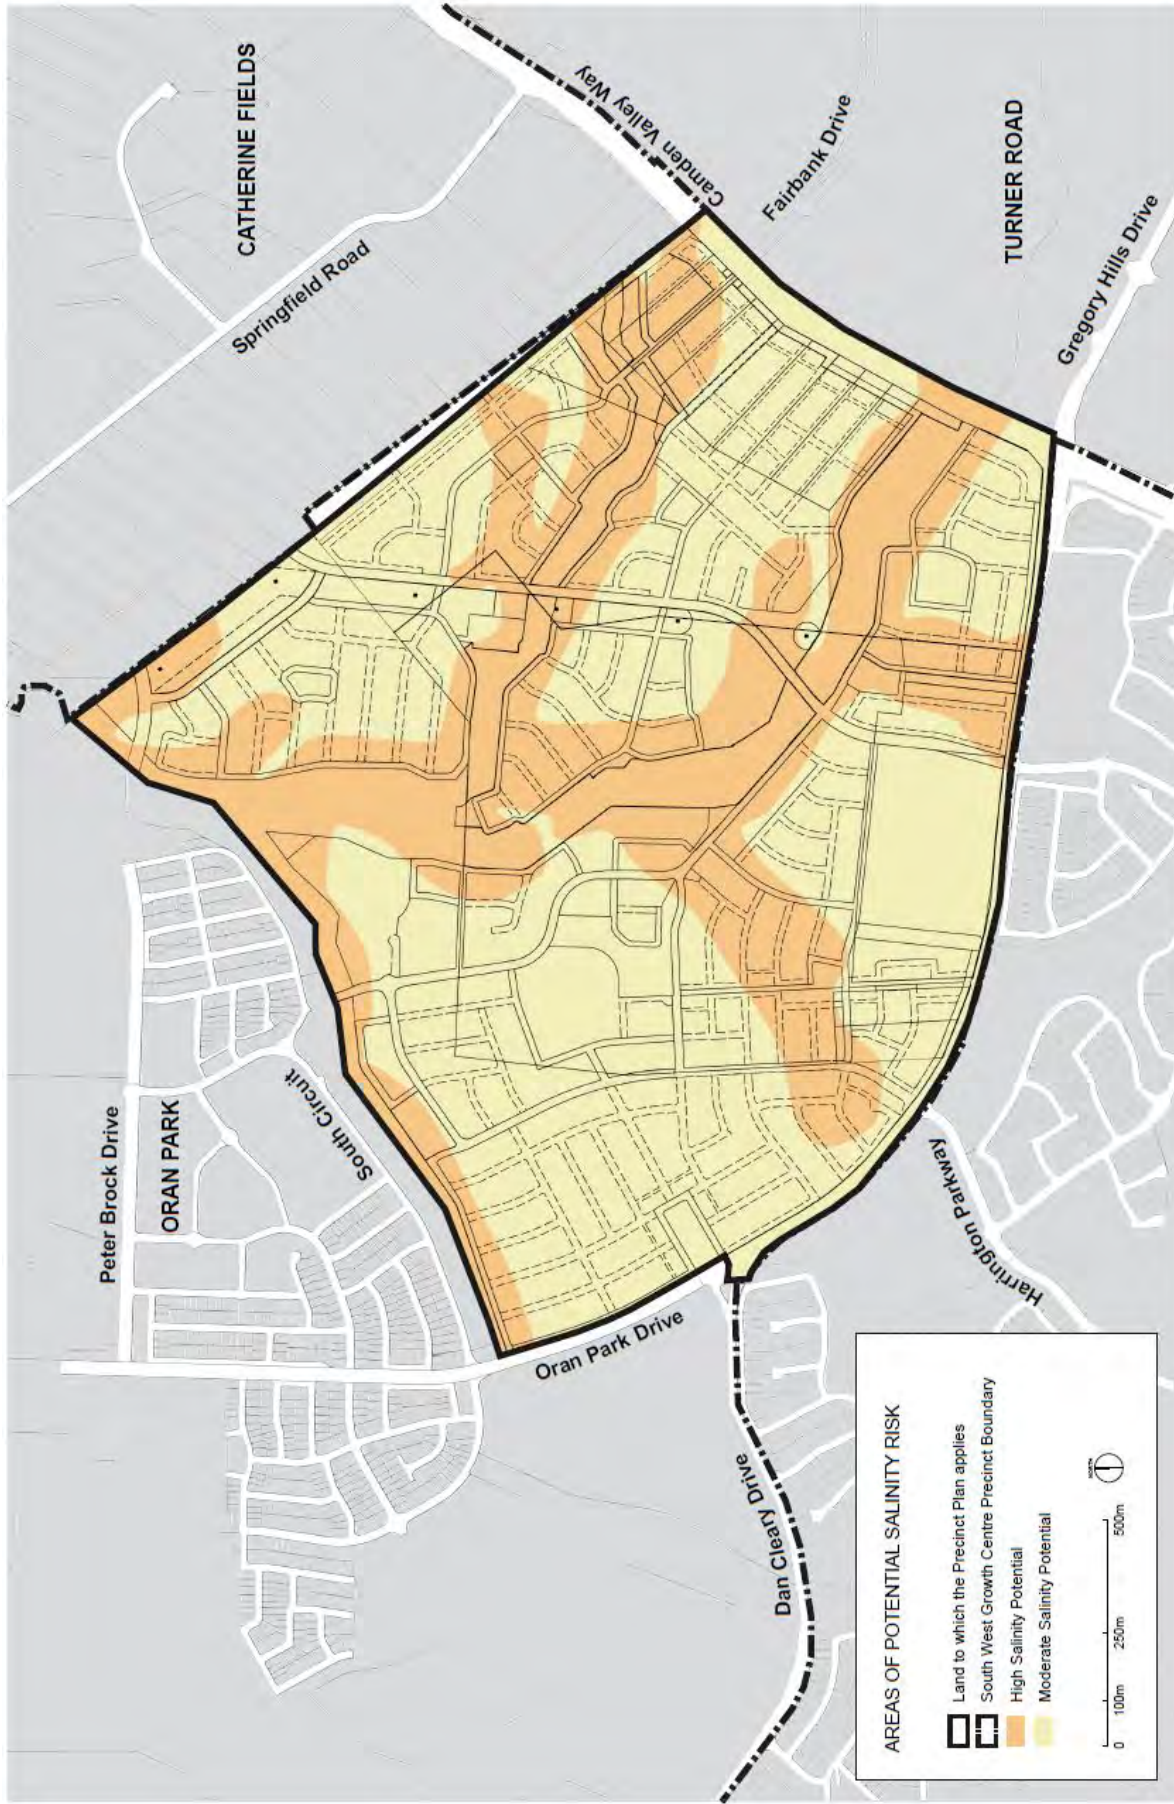 CATHERINE FIELDS
Springfield Road
Camden Valley Way
Fairbank Drive
TURNER ROAD
Gregory Hills Drive
Peter Brock Drive
ORAN PARK
South Circuit
Oran Park Drive
Dan Cleary Drive
Harrington Parkway
AREAS OF POTENTIAL SALINITY RISK
Land to which the Precinct Plan applies
South West Growth Centre Precinct Boundary
High Salinity Potential
Moderate Salinity Potential
NORTH
0 100m 250m 500m